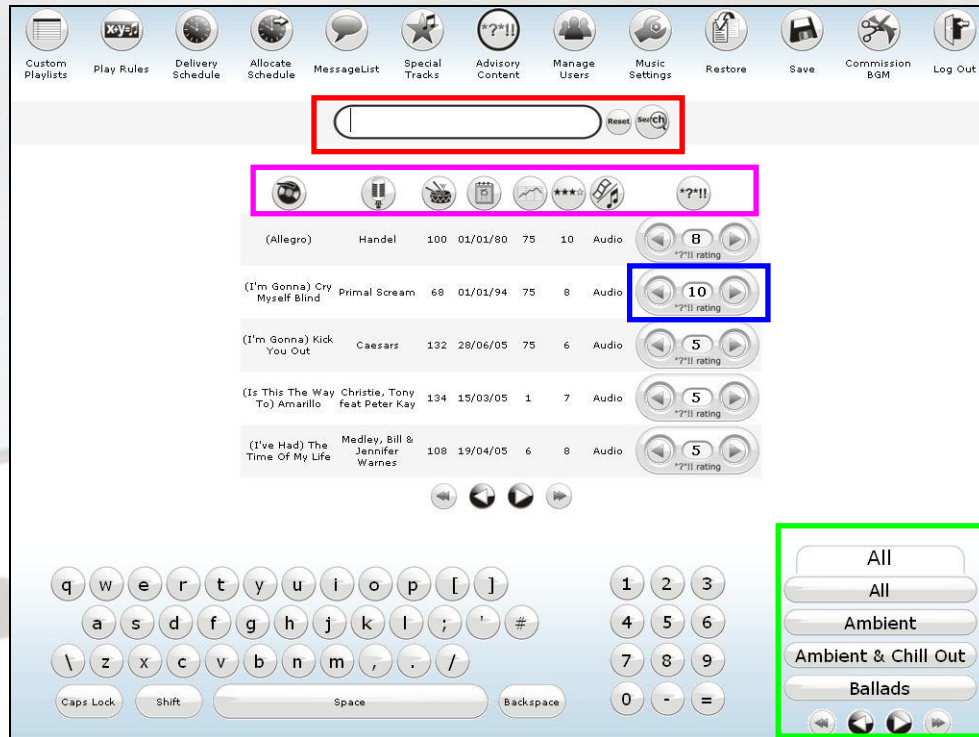 X+y=♫
*?*!!
Custom Playlists
Play Rules
Delivery Schedule
Allocate Schedule
MessageList
Special Tracks
Advisory Content
Manage Users
Music Settings
Restore
Save
Commission BGM
Log Out
Reset
Search
*?*!!
(Allegro) Handel 100 01/01/80 75 10 Audio 8
*?*!! rating
(I'm Gonna) Cry Myself Blind Primal Scream 68 01/01/94 75 8 Audio 10
*?*!! rating
(I'm Gonna) Kick You Out Caesars 132 28/06/05 75 6 Audio 5
*?*!! rating
(Is This The Way To) Amarillo Christie, Tony feat Peter Kay 134 15/03/05 1 7 Audio 5
*?*!! rating
(I've Had) The Time Of My Life Medley, Bill & Jennifer Warnes 108 19/04/05 6 8 Audio 5
*?*!! rating
q w e r t y u i o p [ ]
a s d f g h j k l ; ' #
\ z x c v b n m , . /
Caps Lock Shift Space Backspace
1 2 3
4 5 6
7 8 9
0 - =
All
All
Ambient
Ambient & Chill Out
Ballads